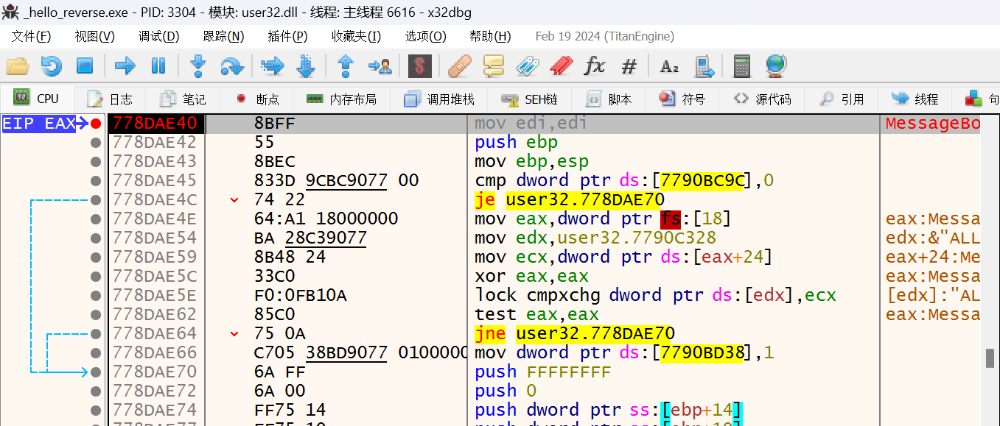 _hello_reverse.exe - PID: 3304 - 模块: user32.dll - 线程: 主线程 6616 - x32dbg
文件(F) 视图(V) 调试(D) 跟踪(N) 插件(P) 收藏夹(I) 选项(O) 帮助(H) Feb 19 2024 (TitanEngine)
S fx # Az
CPU 日志 笔记 断点 内存布局 调用堆栈 SEH链 脚本 符号 源代码 引用 线程 句
EIP EAX 778DAE40 8BFF mov edi,edi MessageBo
778DAE42 55 push ebp
778DAE43 8BEC mov ebp,esp
778DAE45 833D 9CBC9077 00 cmp dword ptr ds:[7790BC9C],0
778DAE4C 74 22 je user32.778DAE70
778DAE4E 64:A1 18000000 mov eax,dword ptr fs:[18] eax:Messa
778DAE54 BA 28C39077 mov edx,user32.7790C328 edx:&"ALL
778DAE59 8B48 24 mov ecx,dword ptr ds:[eax+24] eax+24:Me
778DAE5C 33C0 xor eax,eax eax:Messa
778DAE5E F0:0FB10A lock cmpxchg dword ptr ds:[edx],ecx [edx]:"AL
778DAE62 85C0 test eax,eax eax:Messa
778DAE64 75 0A jne user32.778DAE70
778DAE66 C705 38BD9077 0100000 mov dword ptr ds:[7790BD38],1
778DAE70 6A FF push FFFFFFFF
778DAE72 6A 00 push 0
778DAE74 FF75 14 push dword ptr ss:[ebp+14]